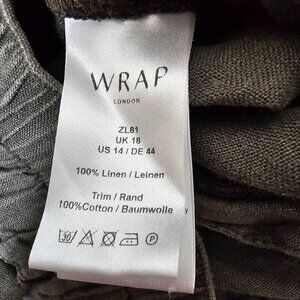 WRAP
LONDON
ZL81
UK 18
US 14 / DE 44
100% Linen / Leinen
Trim / Rand
100%Cotton / Baumwolle
30 P